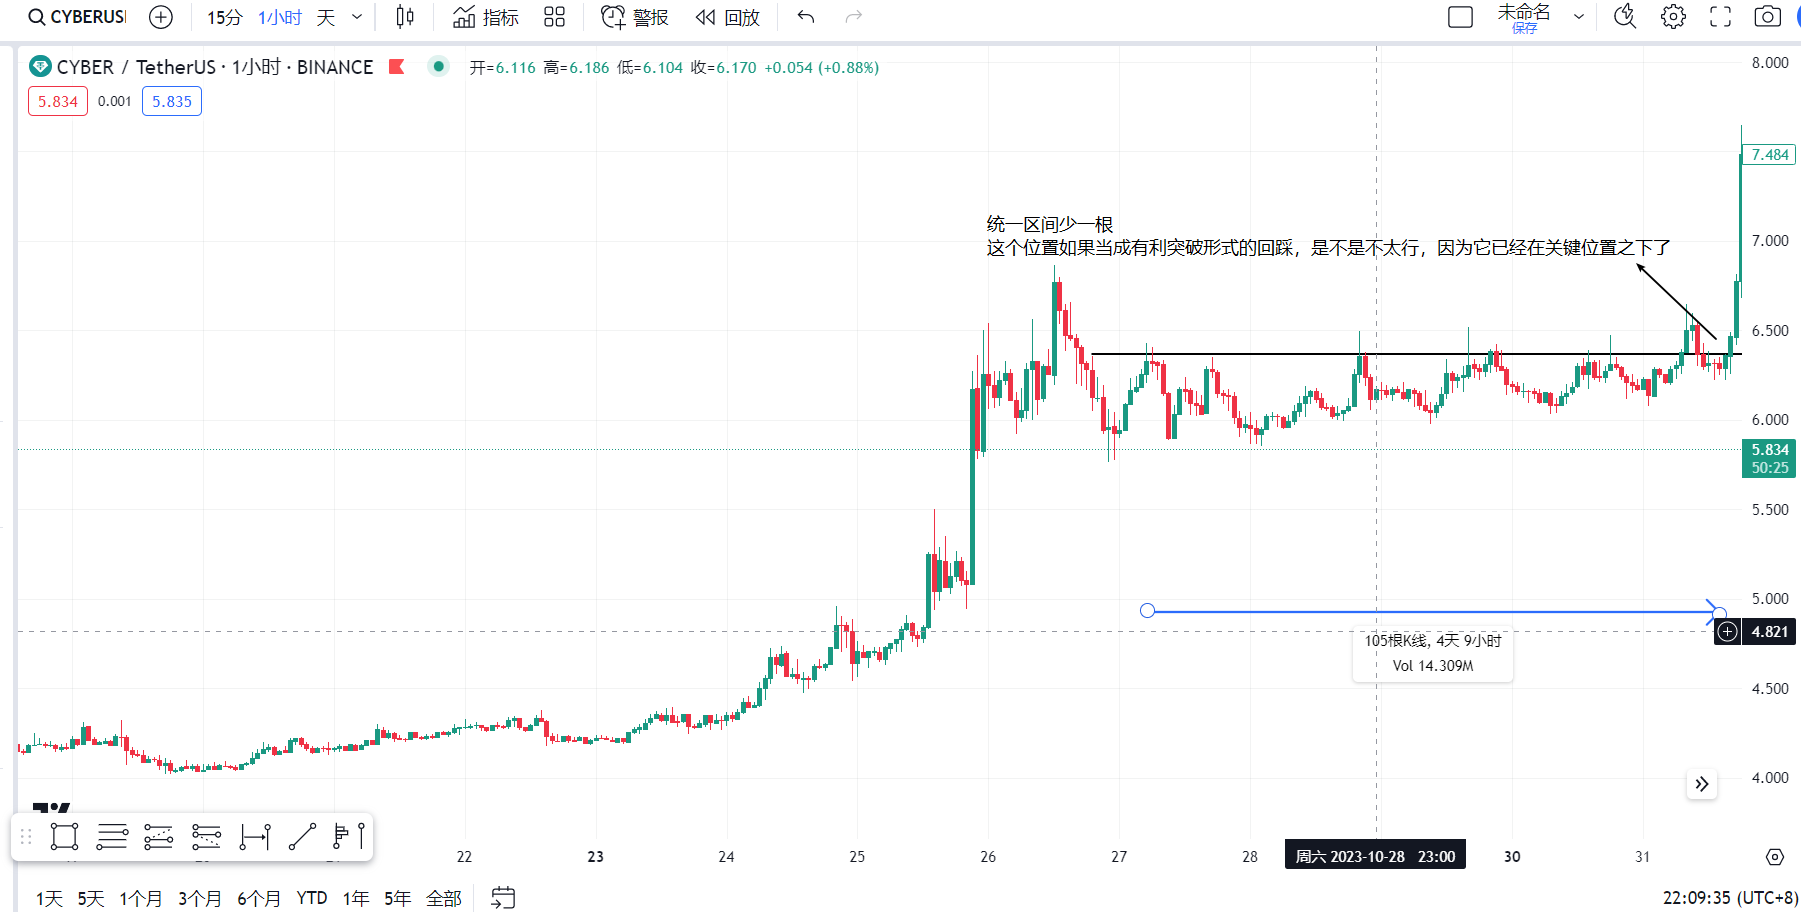 CYBERUS
15分 1小时 天 指标 警报 回放 未命名
保存
CYBER / TetherUS · 1小时 · BINANCE 开=6.116 高=6.186 低=6.104 收=6.170 +0.054 (+0.88%)
5.834 0.001 5.835
8.000
7.484
统一区间少一根
这个位置如果当成有利突破形式的回踩，是不是不太行，因为它已经在关键位置之下了
7.000
6.500
6.000
5.834
50:25
5.500
5.000
4.821
105根K线, 4天 9小时
Vol 14.309M
4.500
4.000
22 23 24 25 26 27 28 周六 2023-10-28 23:00 30 31
1天 5天 1个月 3个月 6个月 YTD 1年 5年 全部 22:09:35 (UTC+8)